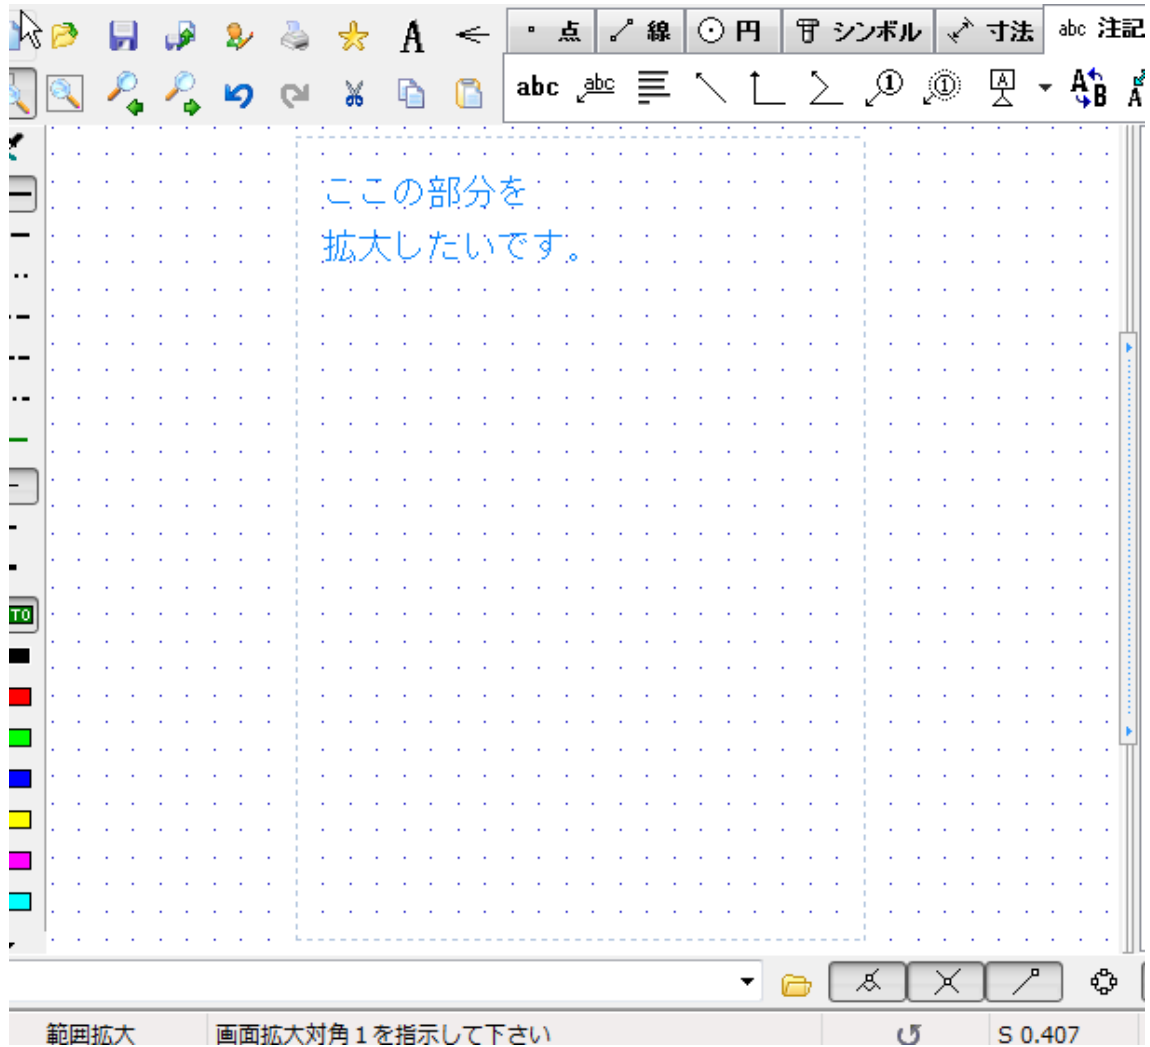 A
点
線
円
シンボル
寸法
abc 注記
abc
abc
1
1
A
A
B
A
ここの部分を
拡大したいです。
TO
範囲拡大
画面拡大対角1を指示して下さい
S 0.407